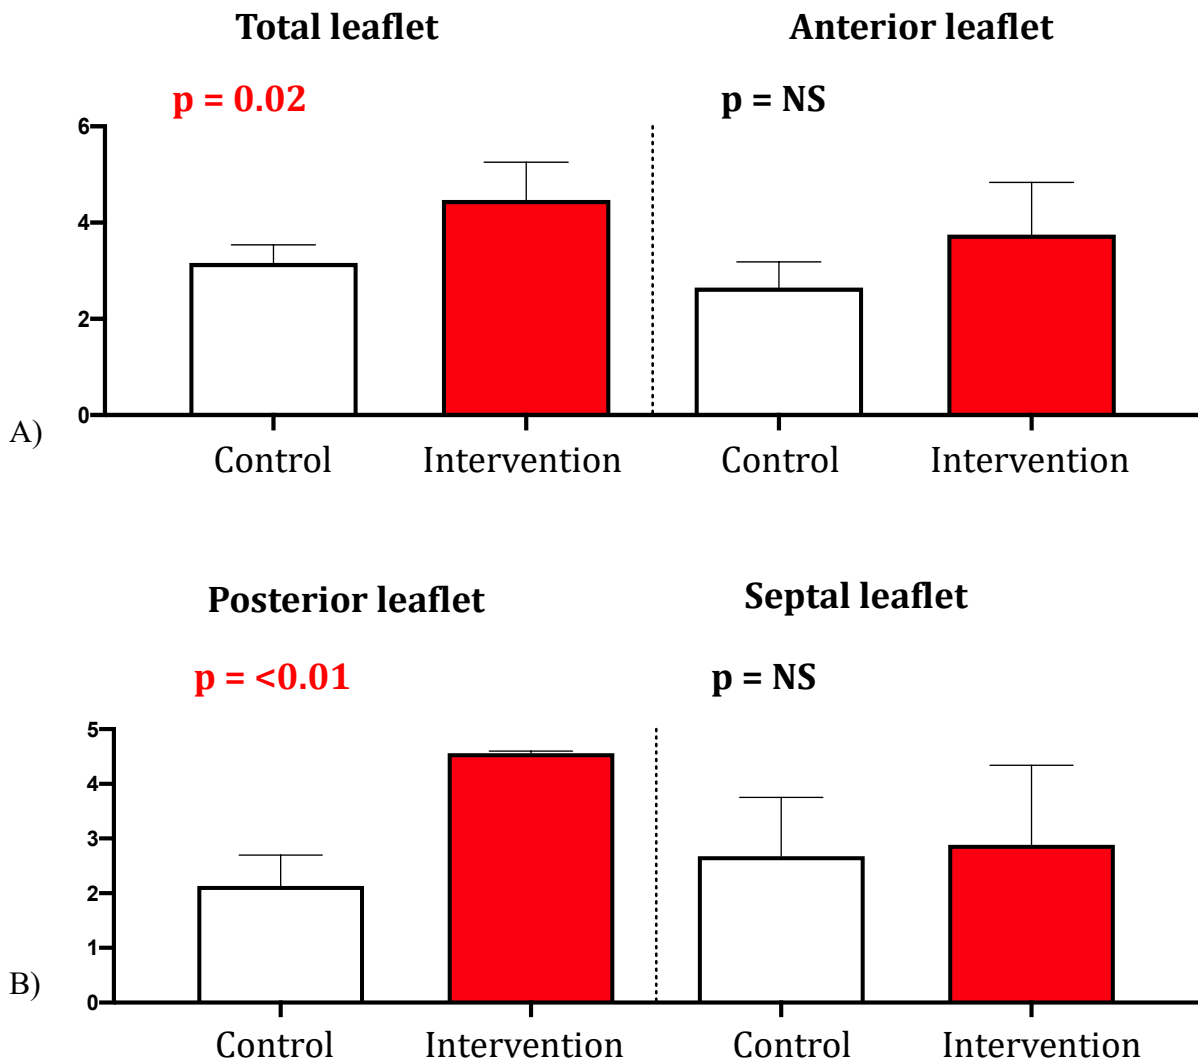 Total leaflet Anterior leaflet
p = 0.02 p = NS
6
4
2
0
A)
Control Intervention Control Intervention
Posterior leaflet Septal leaflet
p = <0.01 p = NS
5
4
3
2
1
0
B)
Control Intervention Control Intervention